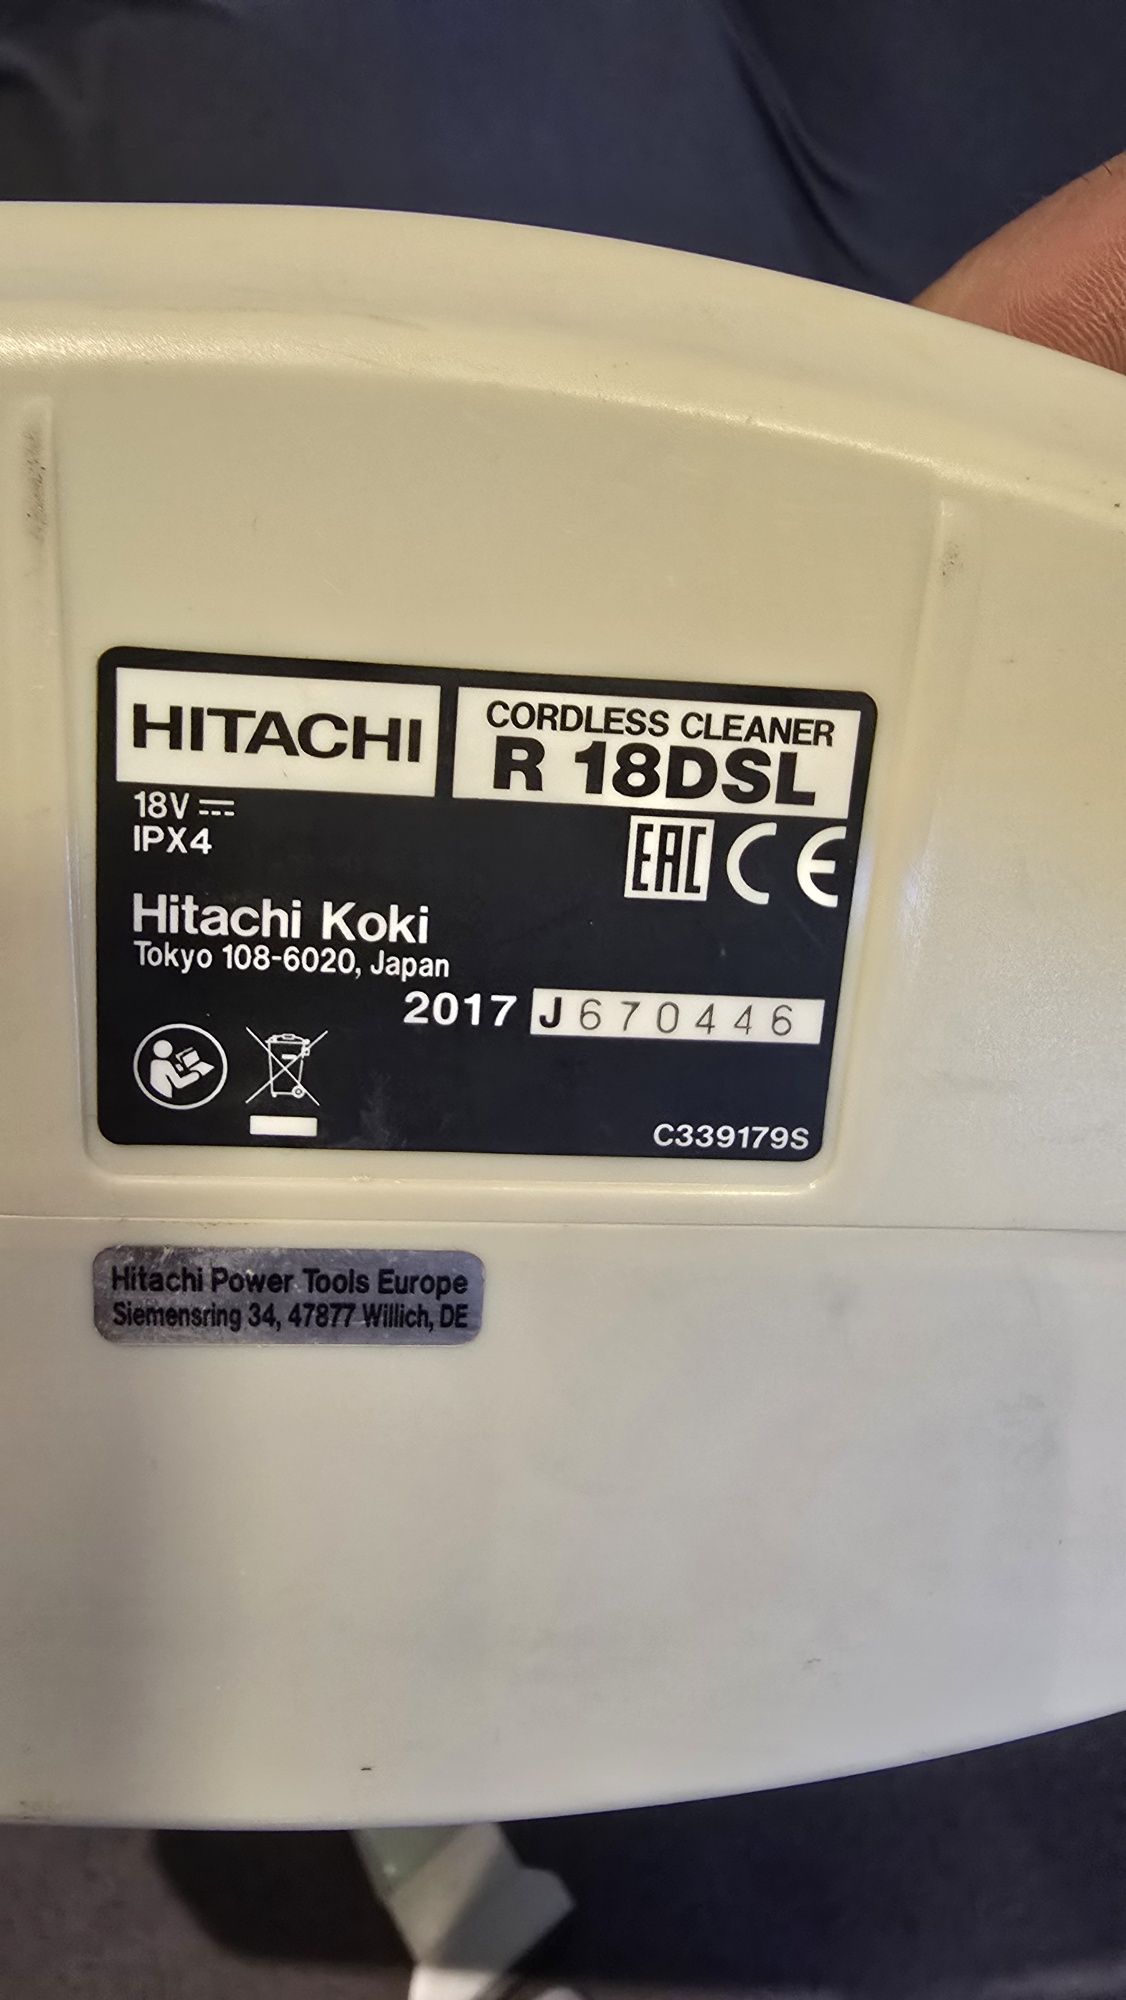 HITACHI
CORDLESS CLEANER
R 18DSL
18V ⎓
IPX4
EAC CE
Hitachi Koki
Tokyo 108-6020, Japan
2017 J670446
C339179S
Hitachi Power Tools Europe
Siemensring 34, 47877 Willich, DE